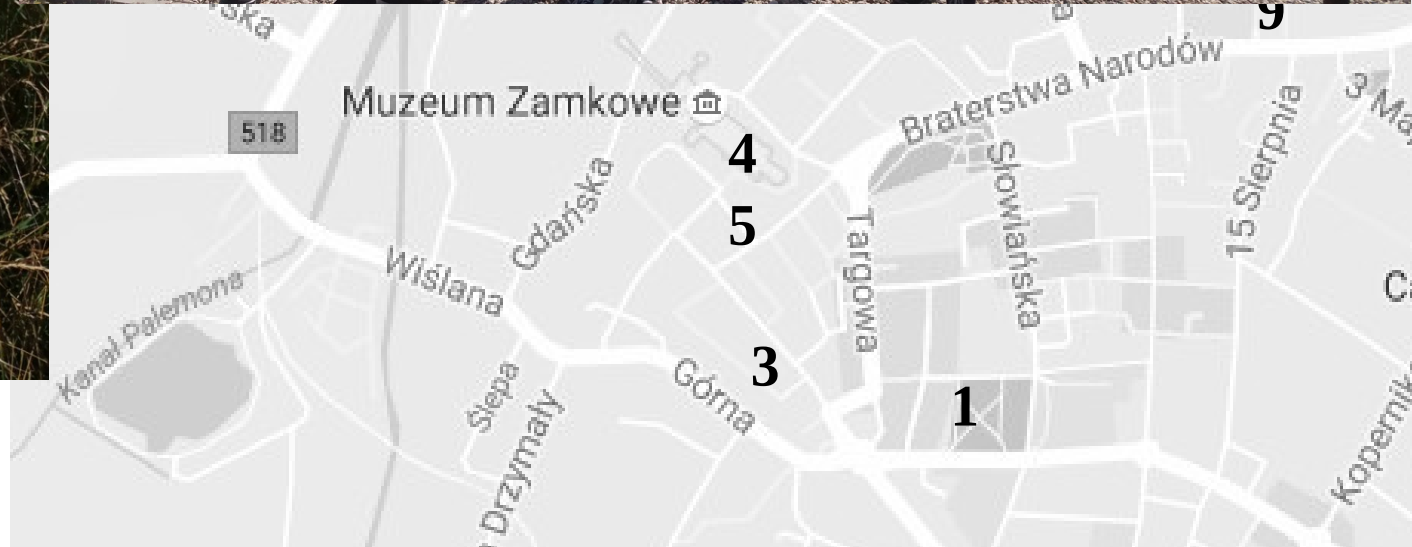 9
Braterstwa Narodów
Muzeum Zamkowe
518
3 Maj
15 Sierpnia
Słowiańska
4
Gdańska
5
Targowa
Wiślana
Kanał Palemona
Ślepa
Drzymały
Górna
3
1
Kopernika